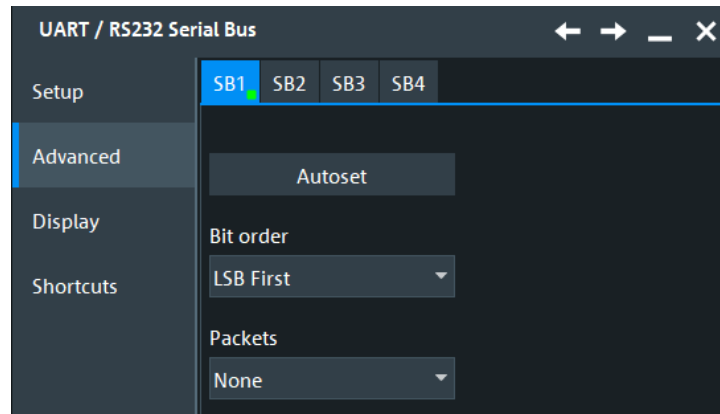 UART / RS232 Serial Bus
Setup
Advanced
Display
Shortcuts
SB1 SB2 SB3 SB4
Autoset
Bit order
LSB First
Packets
None